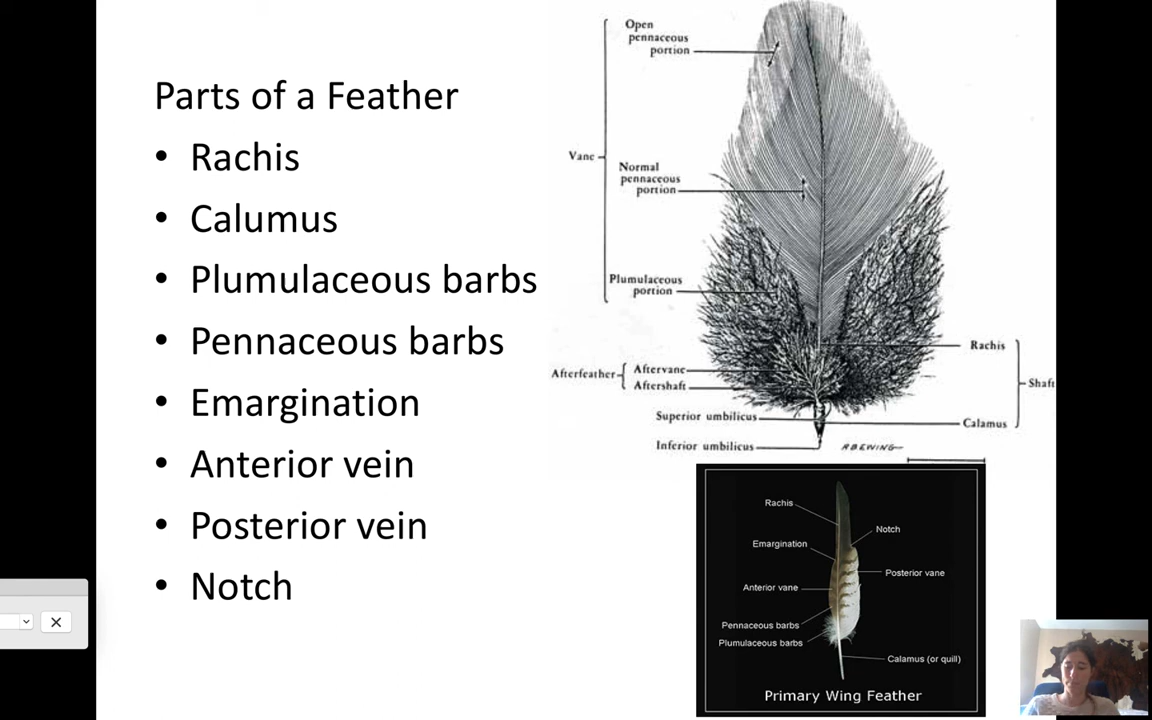 Parts of a Feather
• Rachis
• Calumus
• Plumulaceous barbs
• Pennaceous barbs
• Emargination
• Anterior vein
• Posterior vein
• Notch
Open
pennaceous
portion
Vane
Normal
pennaceous
portion
Plumulaceous
portion
Rachis
Shaft
Afterfeather
Aftervane
Aftershaft
Superior umbilicus
Calamus
Inferior umbilicus
RBEWING
Rachis
Notch
Emargination
Posterior vane
Anterior vane
Pennaceous barbs
Plumulaceous barbs
Calamus (or quill)
Primary Wing Feather